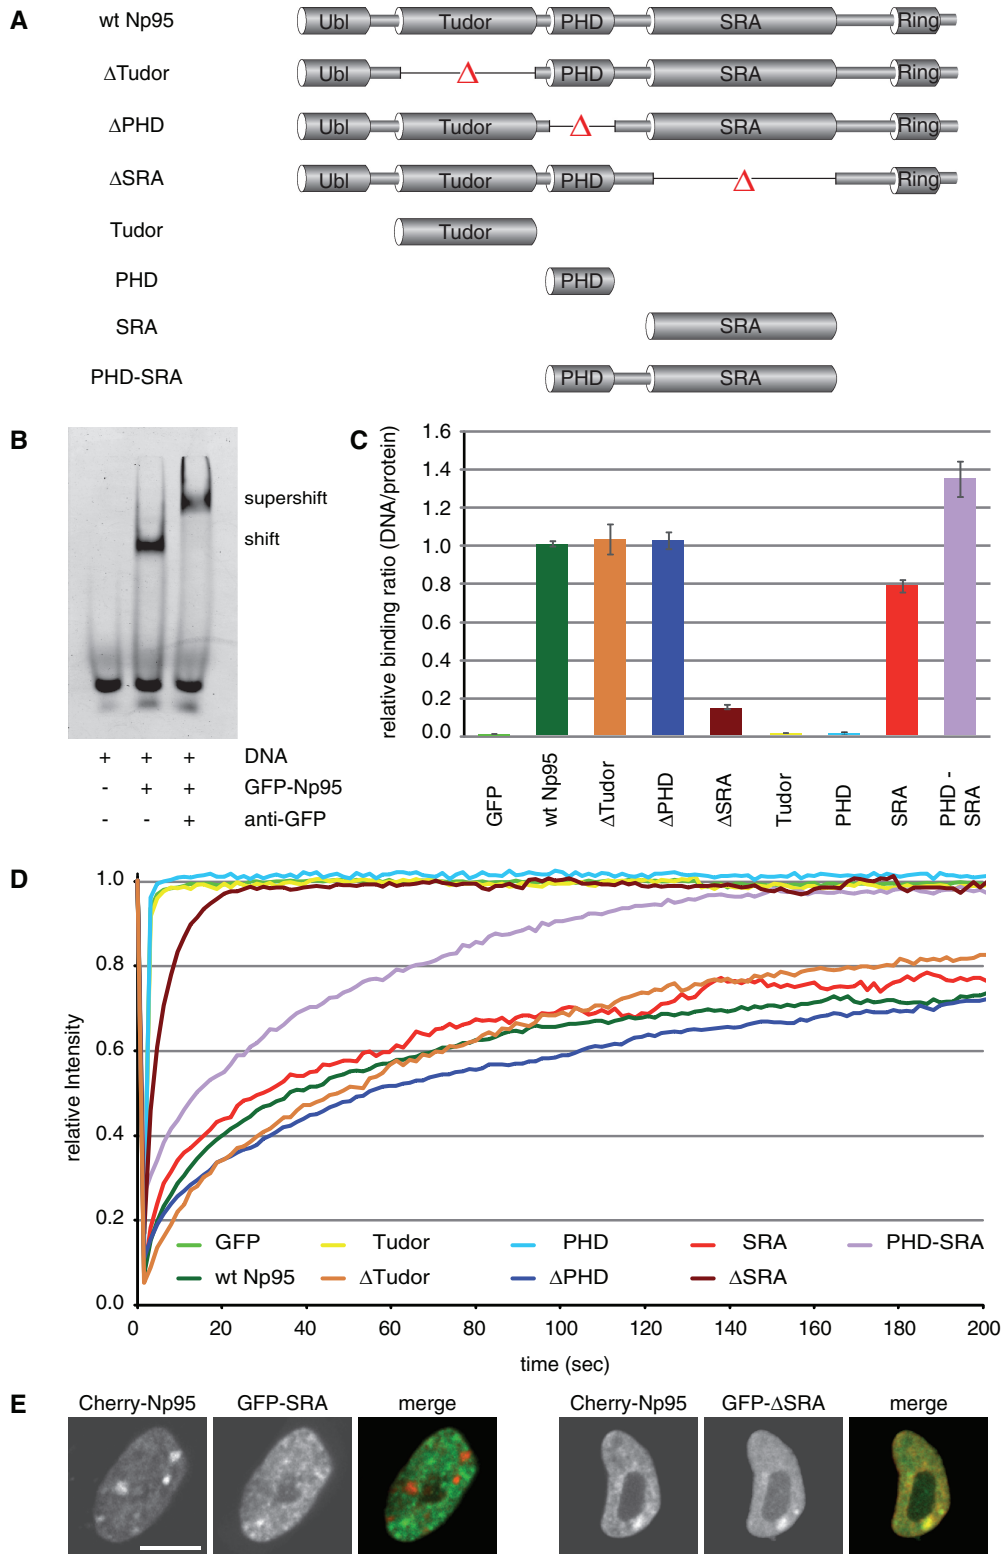 A
wt Np95 Ubl Tudor PHD SRA Ring
ΔTudor Ubl Δ PHD SRA Ring
ΔPHD Ubl Tudor Δ SRA Ring
ΔSRA Ubl Tudor PHD Δ Ring
Tudor Tudor
PHD PHD
SRA SRA
PHD-SRA PHD SRA
B
supershift
shift
+ + + DNA
- + + GFP-Np95
- - + anti-GFP
C
relative binding ratio (DNA/protein)
1.6
1.4
1.2
1.0
0.8
0.6
0.4
0.2
0.0
GFP
wt Np95
ΔTudor
ΔPHD
ΔSRA
Tudor
PHD
SRA
PHD -
SRA
D
relative Intensity
1.0
0.8
0.6
0.4
0.2
0.0
GFP Tudor PHD SRA PHD-SRA
wt Np95 ΔTudor ΔPHD ΔSRA
0 20 40 60 80 100 120 140 160 180 200
time (sec)
E
Cherry-Np95 GFP-SRA merge Cherry-Np95 GFP-ΔSRA merge